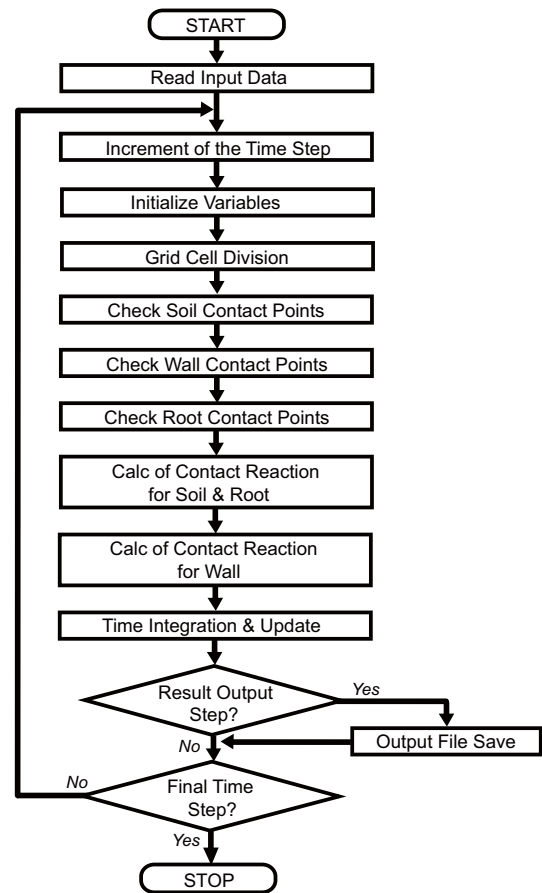 START
Read Input Data
Increment of the Time Step
Initialize Variables
Grid Cell Division
Check Soil Contact Points
Check Wall Contact Points
Check Root Contact Points
Calc of Contact Reaction
for Soil & Root
Calc of Contact Reaction
for Wall
Time Integration & Update
Result Output
Step?
Yes
Output File Save
No
Final Time
Step?
No
Yes
STOP